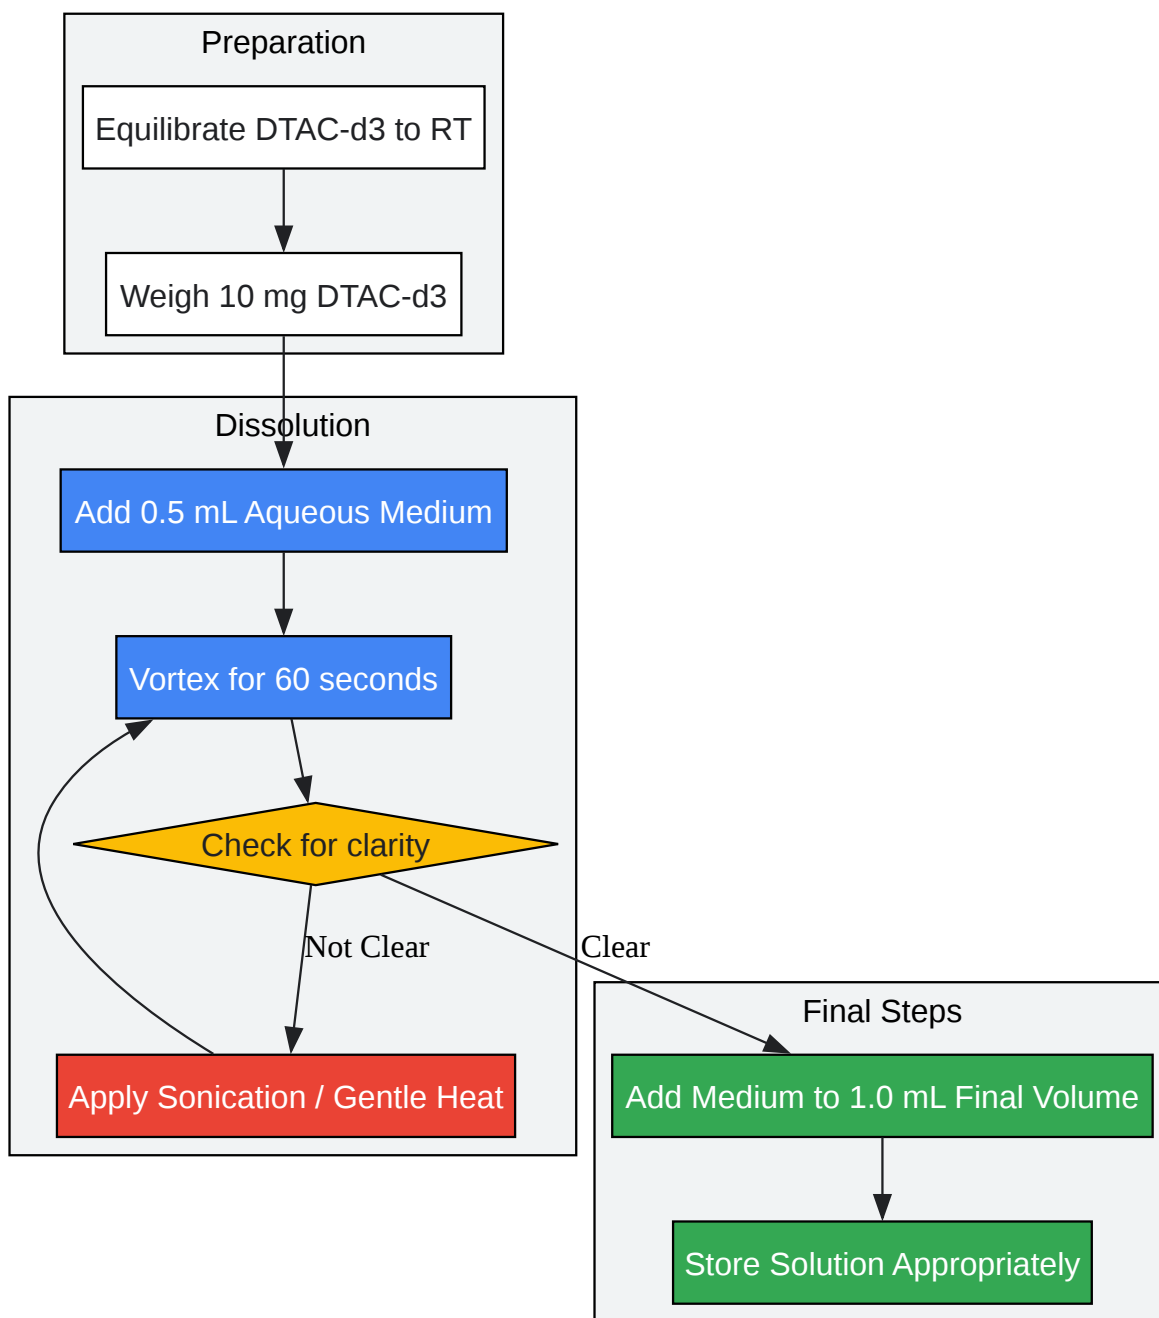 Preparation
Equilibrate DTAC-d3 to RT
Weigh 10 mg DTAC-d3
Dissolution
Add 0.5 mL Aqueous Medium
Vortex for 60 seconds
Check for clarity
Not Clear
Clear
Apply Sonication / Gentle Heat
Final Steps
Add Medium to 1.0 mL Final Volume
Store Solution Appropriately